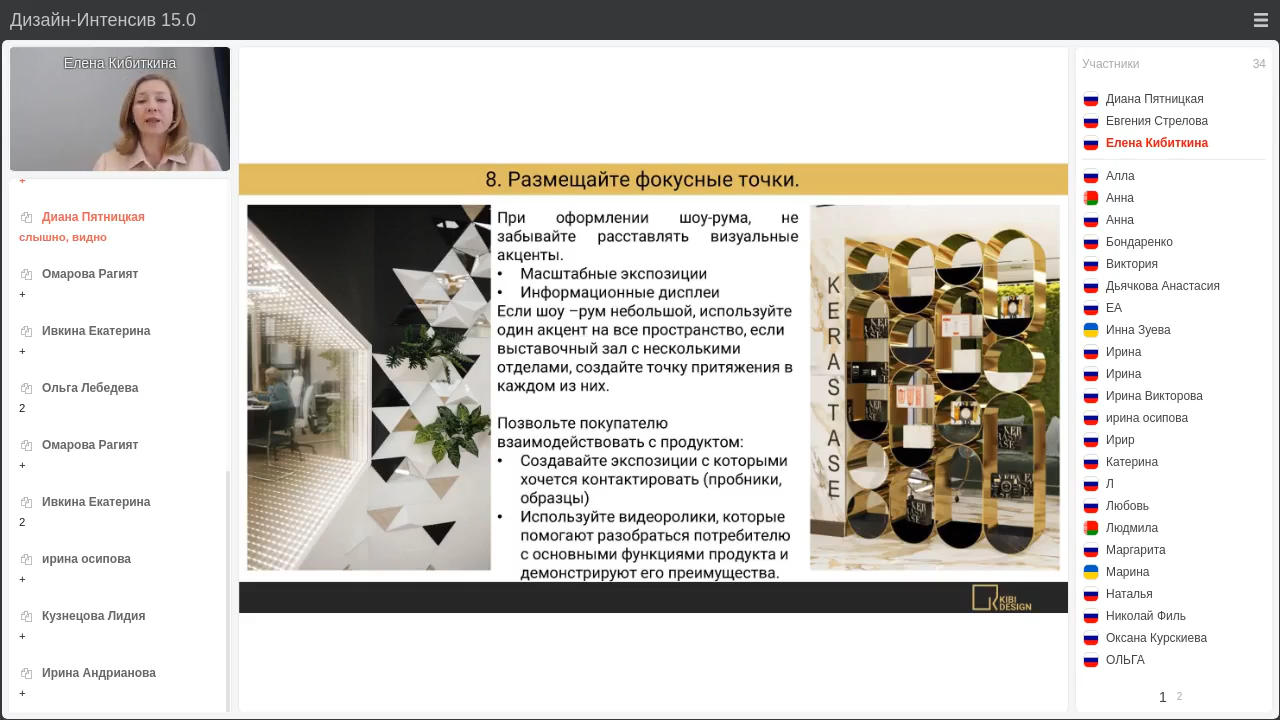 Дизайн-Интенсив 15.0
Елена Кибиткина
+
Диана Пятницкая
слышно, видно
Омарова Рагият
+
Ивкина Екатерина
+
Ольга Лебедева
2
Омарова Рагият
+
Ивкина Екатерина
2
ирина осипова
+
Кузнецова Лидия
+
Ирина Андрианова
+
8. Размещайте фокусные точки.
При оформлении шоу-рума, не
забывайте расставлять визуальные
акценты.
• Масштабные экспозиции
• Информационные дисплеи
Если шоу –рум небольшой, используйте
один акцент на все пространство, если
выставочный зал с несколькими
отделами, создайте точку притяжения в
каждом из них.
Позвольте покупателю
взаимодействовать с продуктом:
• Создавайте экспозиции с которыми
хочется контактировать (пробники,
образцы)
• Используйте видеоролики, которые
помогают разобраться потребителю
с основными функциями продукта и
демонстрируют его преимущества.
KERASTASE
KIBI
DESIGN
Участники 34
Диана Пятницкая
Евгения Стрелова
Елена Кибиткина
Алла
Анна
Анна
Бондаренко
Виктория
Дьячкова Анастасия
ЕА
Инна Зуева
Ирина
Ирина
Ирина Викторова
ирина осипова
Ирир
Катерина
Л
Любовь
Людмила
Маргарита
Марина
Наталья
Николай Филь
Оксана Курскиева
ОЛЬГА
1 2